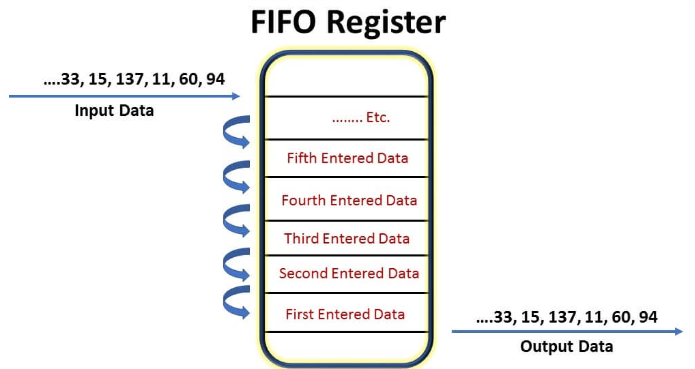 FIFO Register
....33, 15, 137, 11, 60, 94
Input Data
........ Etc.
Fifth Entered Data
Fourth Entered Data
Third Entered Data
Second Entered Data
First Entered Data
....33, 15, 137, 11, 60, 94
Output Data